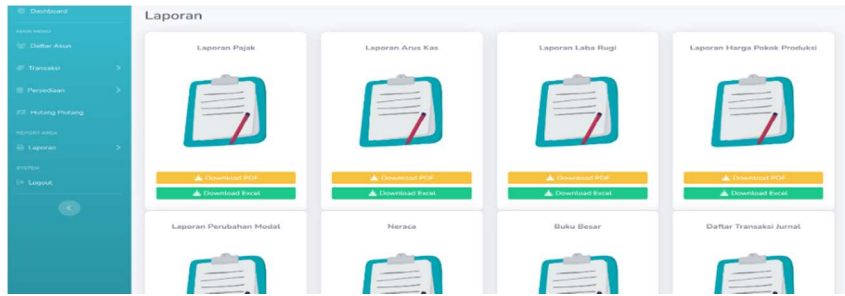 Dashboard
MAIN MENU
Daftar Akun
Transaksi
Persediaan
Hutang Piutang
REPORT AREA
Laporan
SYSTEM
Logout
Laporan
Laporan Pajak
Download PDF
Download Excel
Laporan Arus Kas
Download PDF
Download Excel
Laporan Laba Rugi
Download PDF
Download Excel
Laporan Harga Pokok Produksi
Download PDF
Download Excel
Laporan Perubahan Modal
Neraca
Buku Besar
Daftar Transaksi Jurnal